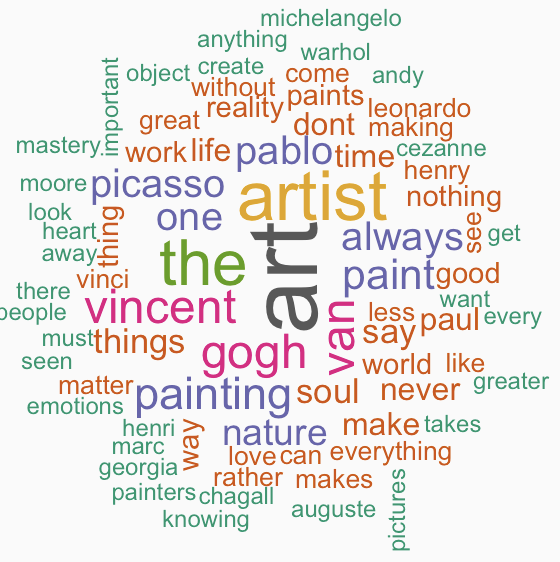 michelangelo
anything
warhol
important
object
create
come
andy
without
paints
reality
leonardo
great
dont
making
mastery
work
life
pablo
time
cezanne
henry
moore
picasso
artist
nothing
look
one
thing
heart
see
get
always
away
the
art
paint
good
vinci
there
want
vincent
people
less
paul
every
van
say
must
things
gogh
seen
world
like
matter
painting
soul
never
greater
emotions
make
takes
henri
nature
way
marc
love
can
everything
georgia
rather
makes
painters
chagall
pictures
auguste
knowing